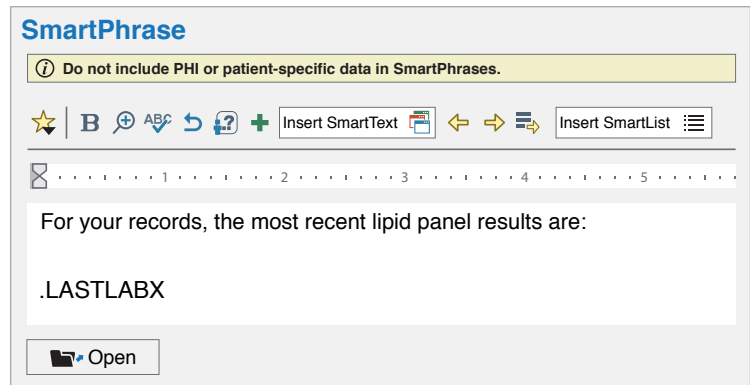 SmartPhrase
Do not include PHI or patient-specific data in SmartPhrases.
B ABC ? Insert SmartText Insert SmartList
1 2 3 4 5
For your records, the most recent lipid panel results are:
.LASTLABX
Open